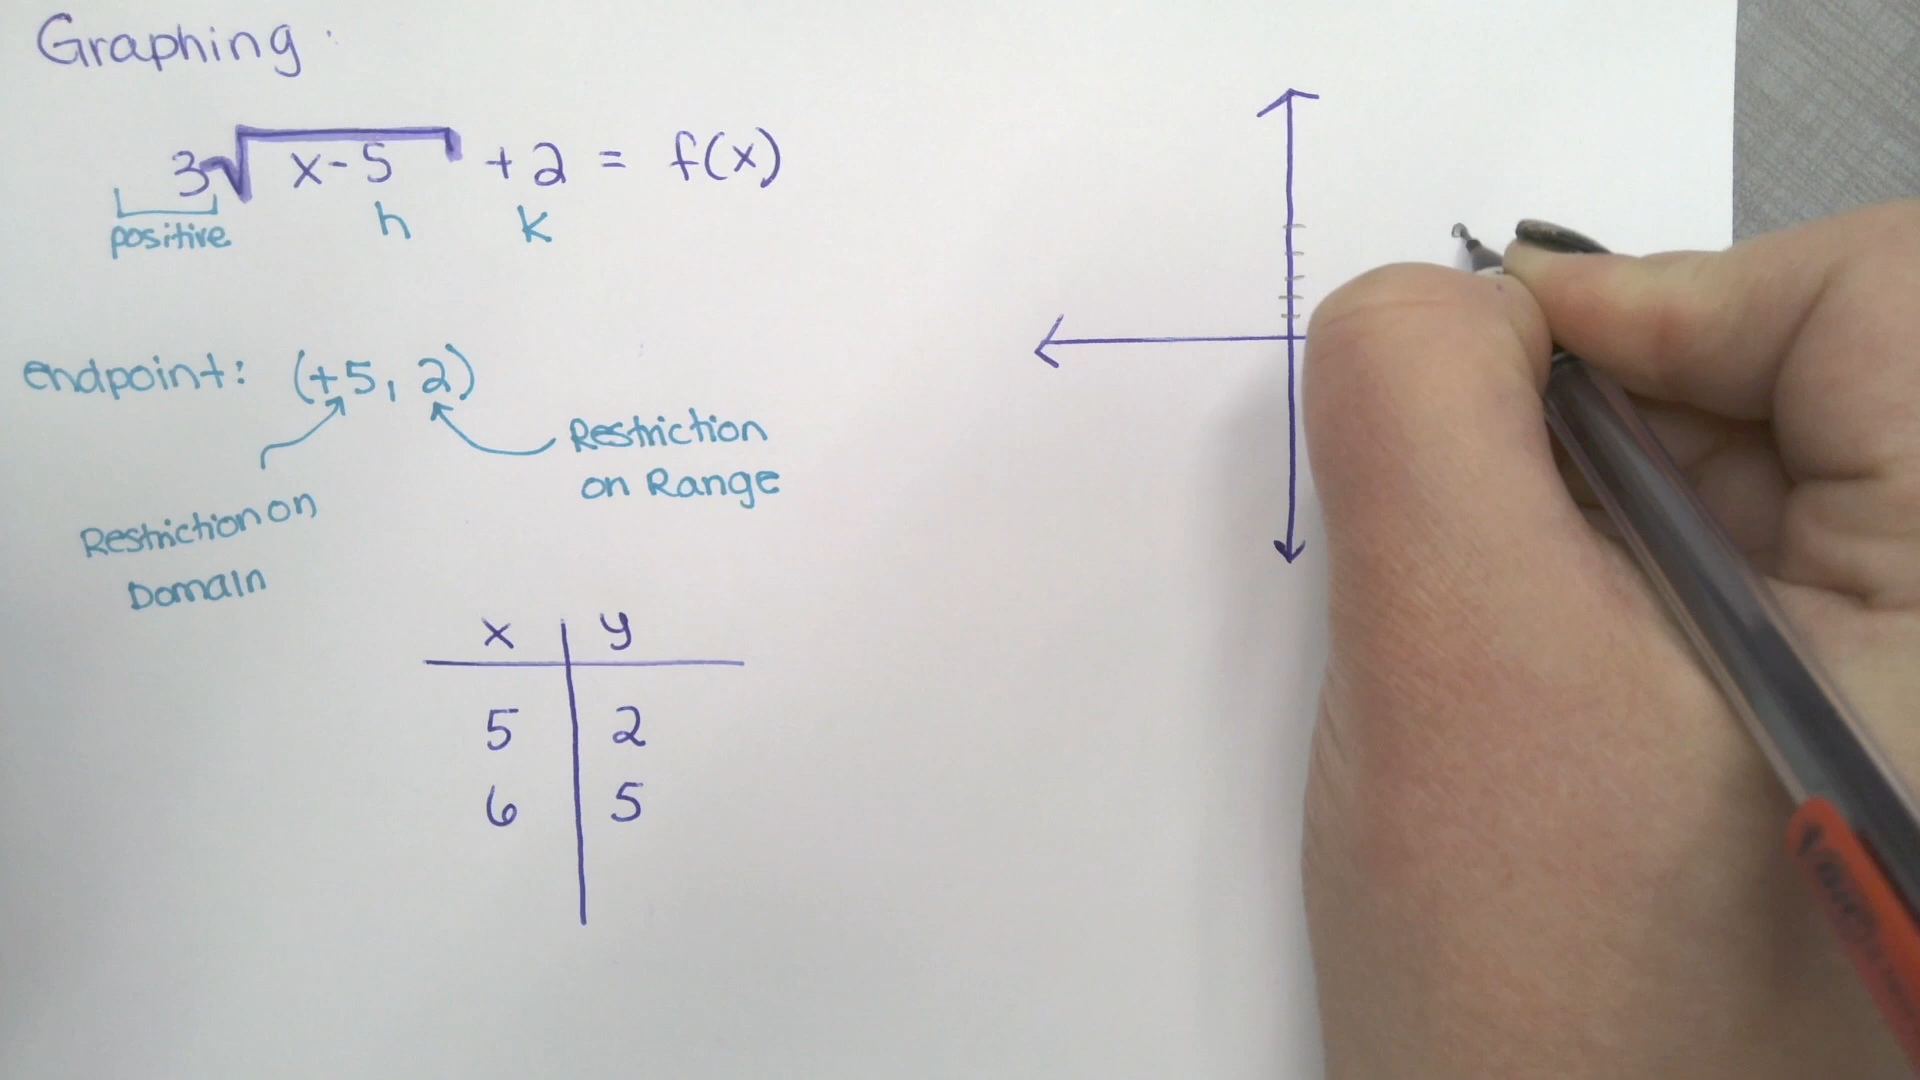 Graphing:
3√x-5 +2 = f(x)
positive h k
endpoint: (+5, 2)
Restriction
on Range
Restriction on
Domain
x y
5 2
6 5